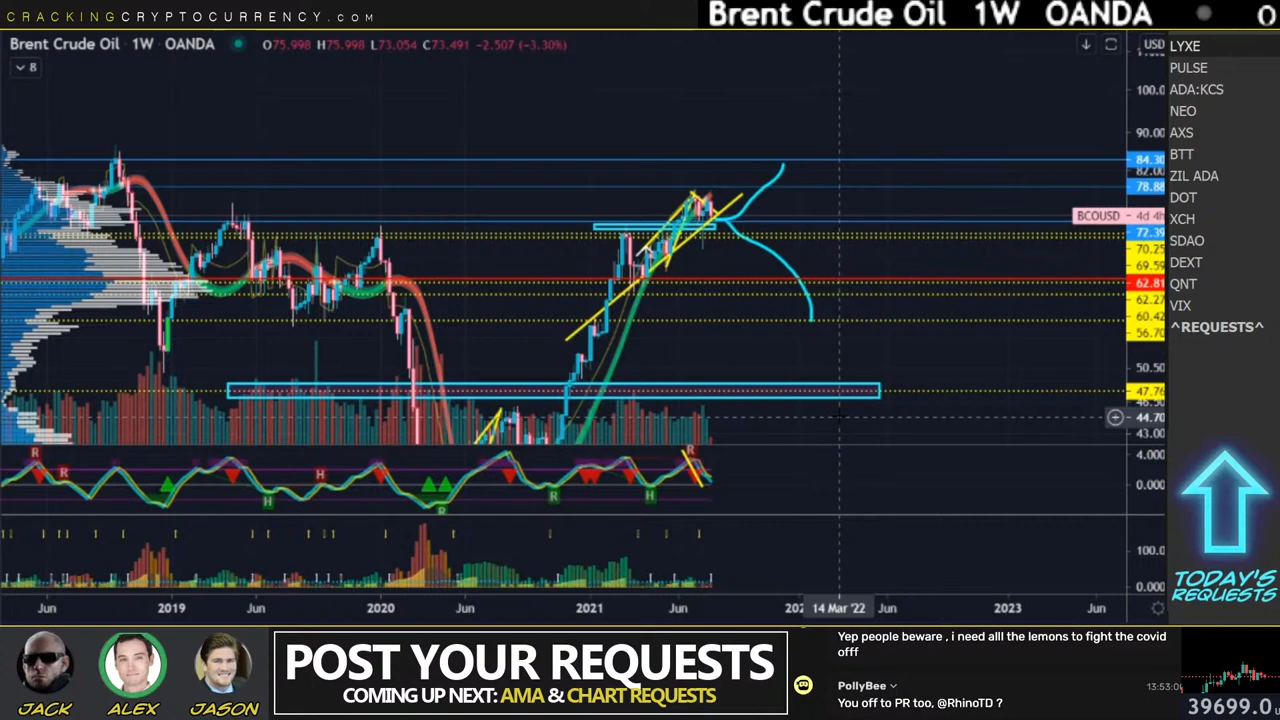 CRACKINGCRYPTOCURRENCY.com
Brent Crude Oil 1W OANDA
Brent Crude Oil · 1W · OANDA
O75.998 H75.998 L73.054 C73.491 -2.507 (-3.30%)
USD
8
100.0
90.00
84.30
82.00
78.88
BCOUSD
4d 4h
72.39
70.25
69.59
62.81
62.27
60.42
56.70
50.50
47.76
44.70
43.00
4.000
0.000
100.0
0.000
R
R
H
H
R
R
H
R
Jun
2019
Jun
2020
Jun
2021
Jun
14 Mar '22
Jun
2023
Jun
LYXE
PULSE
ADA:KCS
NEO
AXS
BTT
ZIL ADA
DOT
XCH
SDAO
DEXT
QNT
VIX
^REQUESTS^
TODAY'S
REQUESTS
JACK
ALEX
JASON
POST YOUR REQUESTS
COMING UP NEXT: AMA & CHART REQUESTS
Yep people beware , i need alll the lemons to fight the covid
offf
PollyBee
You off to PR too, @RhinoTD ?
39699.0